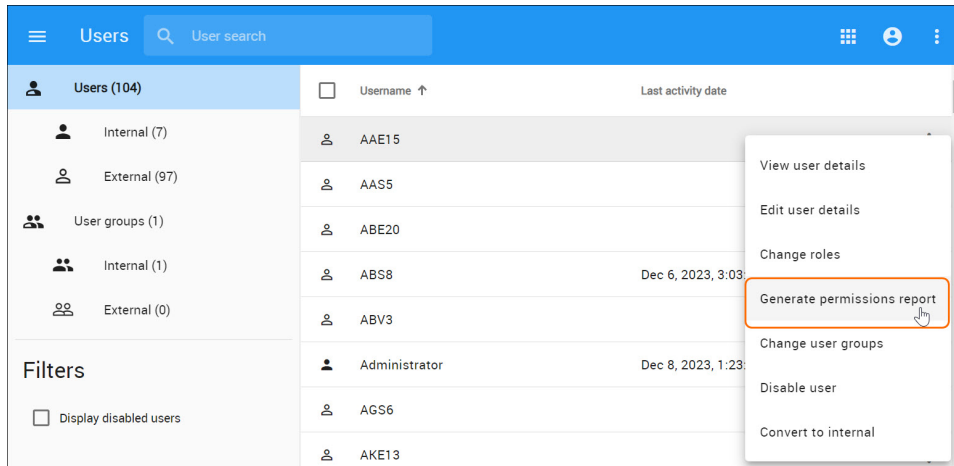 Users
User search
Users (104)
Internal (7)
External (97)
User groups (1)
Internal (1)
External (0)
Filters
Display disabled users
Username
Last activity date
AAE15
AAS5
ABE20
ABS8 Dec 6, 2023, 3:03:
ABV3
Administrator Dec 8, 2023, 1:23:
AGS6
AKE13
View user details
Edit user details
Change roles
Generate permissions report
Change user groups
Disable user
Convert to internal